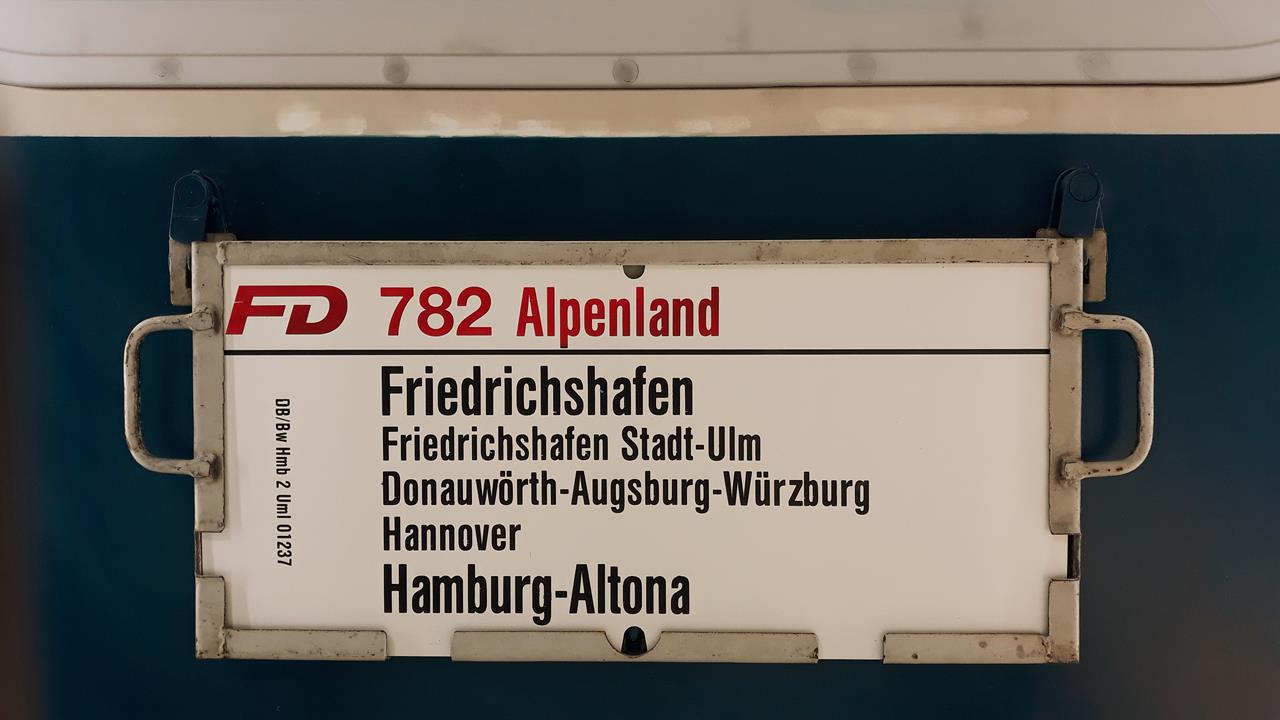 FD 782 Alpenland
Friedrichshafen
Friedrichshafen Stadt-Ulm
Donauwörth-Augsburg-Würzburg
Hannover
Hamburg-Altona
DB/Bw Hmb 2 Uml 01237